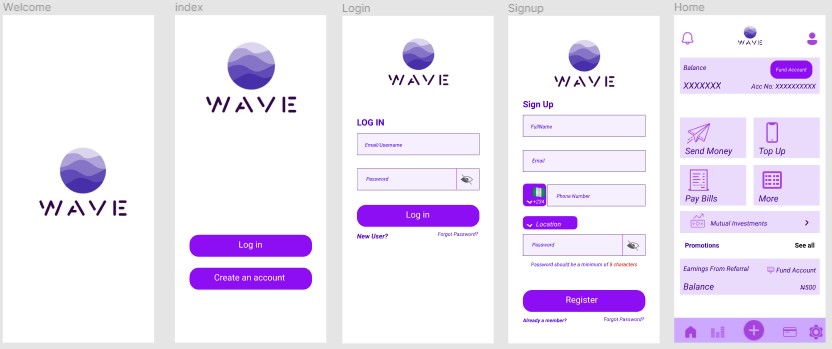 Welcome
WAVE
index
WAVE
Log in
Create an account
Login
WAVE
LOG IN
Email/Username
Password
Log in
New User?
Forgot Password?
Signup
WAVE
Sign Up
FullName
Email
+234
Phone Number
Location
Password
Password should be a minimum of 8 characters
Register
Already a member?
Forgot Password?
Home
WAVE
Balance
Fund Account
XXXXXXX
Acc No: XXXXXXXXXX
Send Money
Top Up
Pay Bills
More
Mutual Investments
Promotions
See all
Earnings From Referral
Fund Account
Balance
₦500